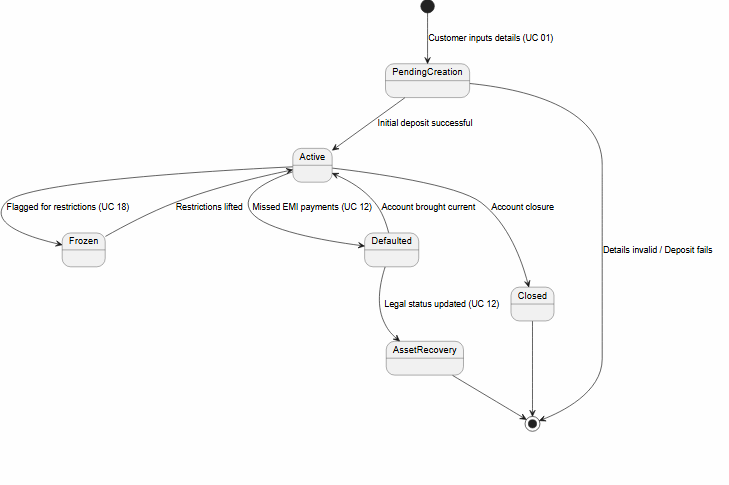 Customer inputs details (UC 01)
PendingCreation
Initial deposit successful
Active
Flagged for restrictions (UC 18)
Restrictions lifted
Missed EMI payments (UC 12)
Account brought current
Account closure
Frozen
Defaulted
Details invalid / Deposit fails
Closed
Legal status updated (UC 12)
AssetRecovery